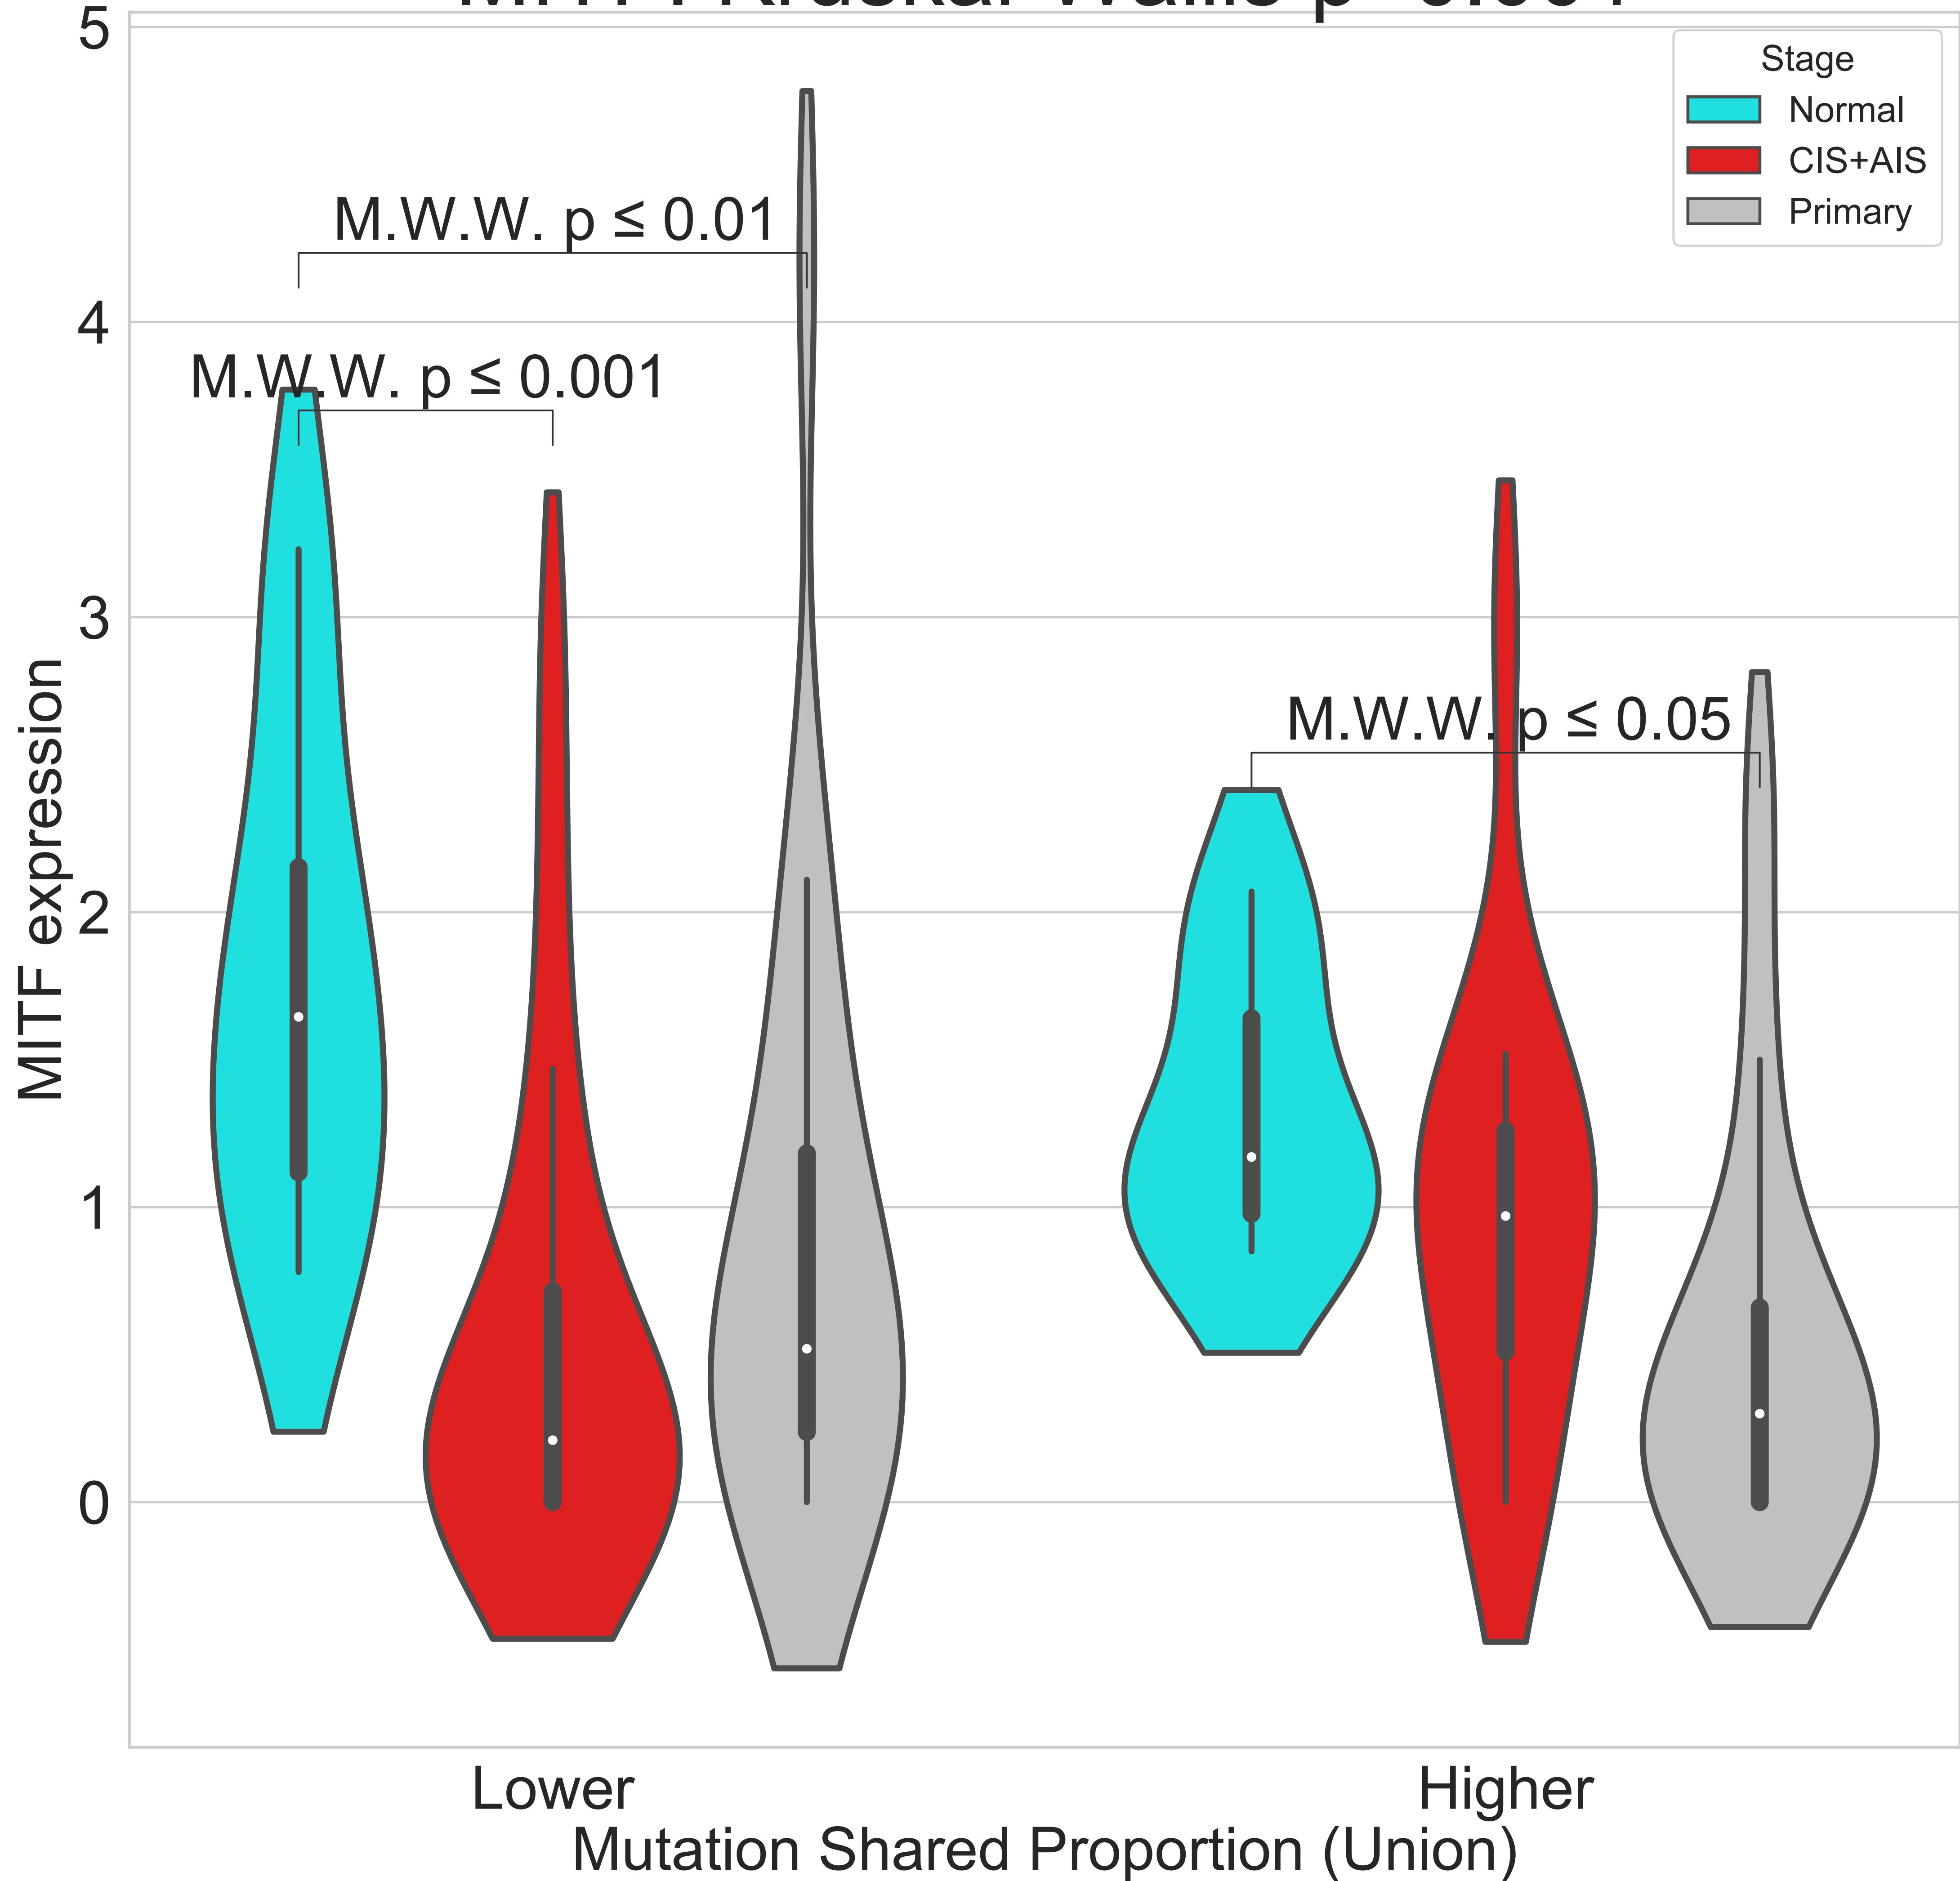 5
Stage
Normal
CIS+AIS
Primary
M.W.W. p ≤ 0.01
4
M.W.W. p ≤ 0.001
3
M.W.W. p ≤ 0.05
2
1
0
MITF expression
Lower
Higher
Mutation Shared Proportion (Union)